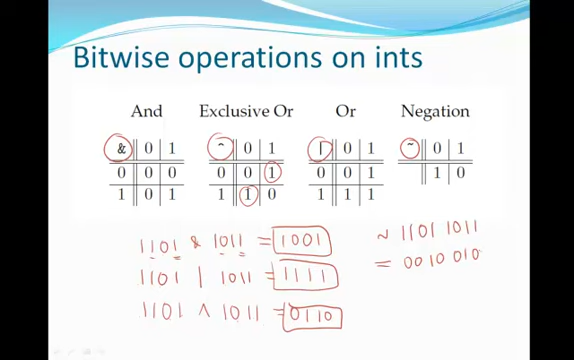 Bitwise operations on ints
And Exclusive Or Or Negation
& 0 1 ^ 0 1 | 0 1 ~ 0 1
0 0 0 0 0 1 0 0 1 1 0
1 0 1 1 1 0 1 1 1
1101 & 1011 = 1001
1101 | 1011 = 1111
1101 ^ 1011 = 0110
~ 1101 1011
= 0010 010